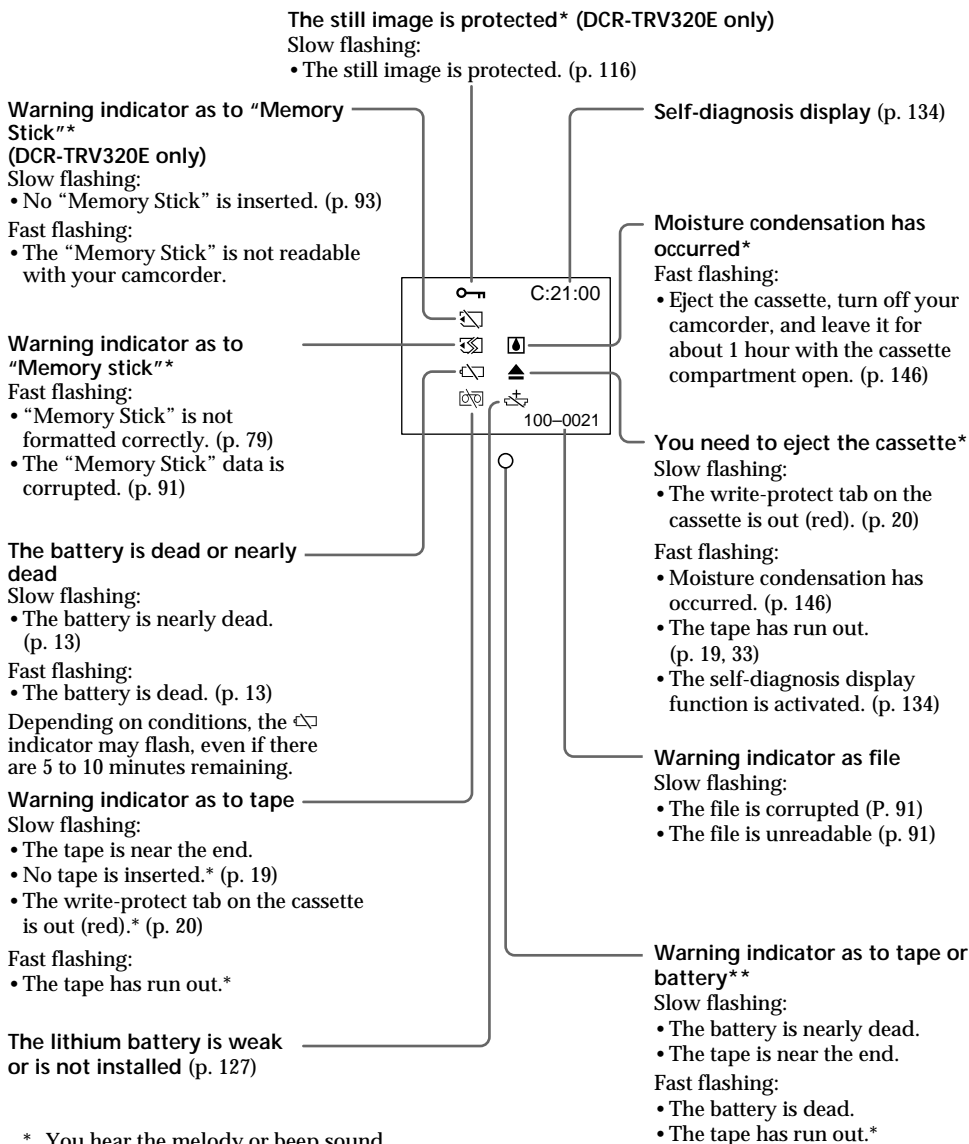 The still image is protected* (DCR-TRV320E only)
Slow flashing:
• The still image is protected. (p. 116)
Warning indicator as to “Memory
Stick”*
(DCR-TRV320E only)
Slow flashing:
• No “Memory Stick” is inserted. (p. 93)
Fast flashing:
• The “Memory Stick” is not readable
with your camcorder.
Warning indicator as to
“Memory stick”*
Fast flashing:
• “Memory Stick” is not
formatted correctly. (p. 79)
• The “Memory Stick” data is
corrupted. (p. 91)
The battery is dead or nearly
dead
Slow flashing:
• The battery is nearly dead.
(p. 13)
Fast flashing:
• The battery is dead. (p. 13)
Depending on conditions, the
indicator may flash, even if there
are 5 to 10 minutes remaining.
Warning indicator as to tape
Slow flashing:
• The tape is near the end.
• No tape is inserted.* (p. 19)
• The write-protect tab on the cassette
is out (red).* (p. 20)
Fast flashing:
• The tape has run out.*
The lithium battery is weak
or is not installed (p. 127)
* You hear the melody or beep sound.
C:21:00
100–0021
Self-diagnosis display (p. 134)
Moisture condensation has
occurred*
Fast flashing:
• Eject the cassette, turn off your
camcorder, and leave it for
about 1 hour with the cassette
compartment open. (p. 146)
You need to eject the cassette*
Slow flashing:
• The write-protect tab on the
cassette is out (red). (p. 20)
Fast flashing:
• Moisture condensation has
occurred. (p. 146)
• The tape has run out.
(p. 19, 33)
• The self-diagnosis display
function is activated. (p. 134)
Warning indicator as file
Slow flashing:
• The file is corrupted (P. 91)
• The file is unreadable (p. 91)
Warning indicator as to tape or
battery**
Slow flashing:
• The battery is nearly dead.
• The tape is near the end.
Fast flashing:
• The battery is dead.
• The tape has run out.*